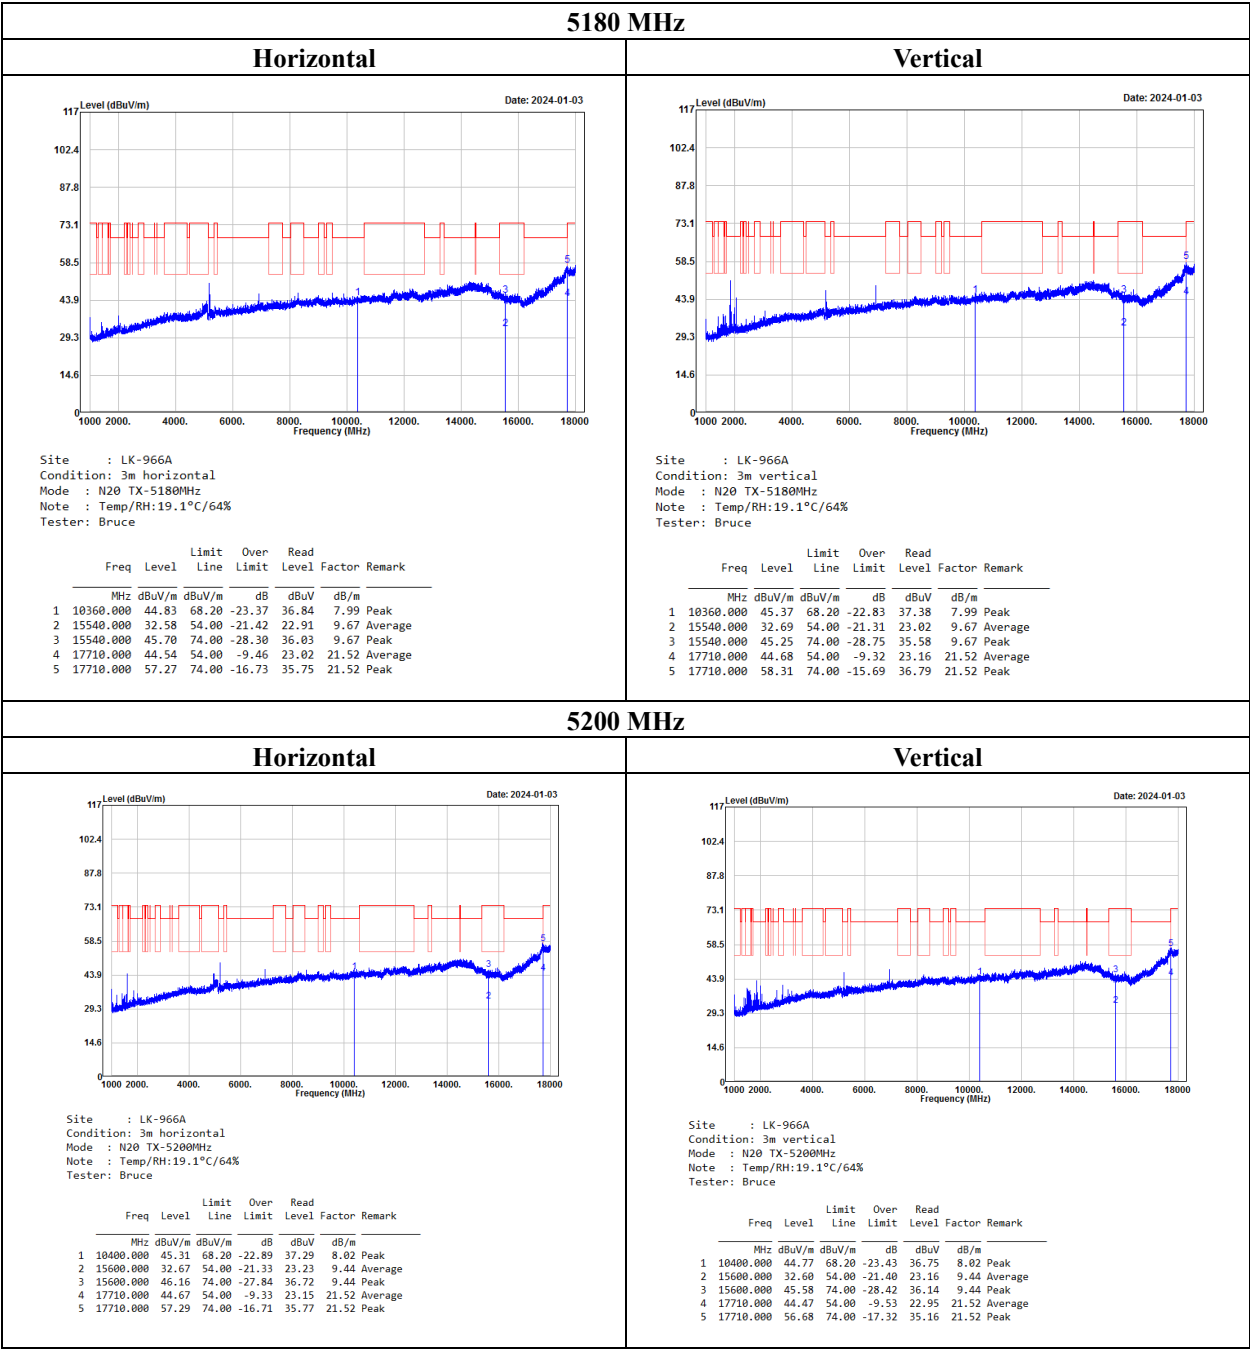 5180 MHz
Horizontal Vertical
Level (dBuV/m) Date: 2024-01-03
117
102.4
87.8
73.1
58.5
43.9
29.3
14.6
0
5
1 3 4
2
1000 2000. 4000. 6000. 8000. 10000. 12000. 14000. 16000. 18000
Frequency (MHz)
Site : LK-966A
Condition: 3m horizontal
Mode : N20 TX-5180MHz
Note : Temp/RH:19.1°C/64%
Tester: Bruce
Limit Over Read
Freq Level Line Limit Level Factor Remark
MHz dBuV/m dBuV/m dB dBuV dB/m
1 10360.000 44.83 68.20 -23.37 36.84 7.99 Peak
2 15540.000 32.58 54.00 -21.42 22.91 9.67 Average
3 15540.000 45.70 74.00 -28.30 36.03 9.67 Peak
4 17710.000 44.54 54.00 -9.46 23.02 21.52 Average
5 17710.000 57.27 74.00 -16.73 35.75 21.52 Peak
Level (dBuV/m) Date: 2024-01-03
117
102.4
87.8
73.1
58.5
43.9
29.3
14.6
0
5
1 3 4
2
1000 2000. 4000. 6000. 8000. 10000. 12000. 14000. 16000. 18000
Frequency (MHz)
Site : LK-966A
Condition: 3m vertical
Mode : N20 TX-5180MHz
Note : Temp/RH:19.1°C/64%
Tester: Bruce
Limit Over Read
Freq Level Line Limit Level Factor Remark
MHz dBuV/m dBuV/m dB dBuV dB/m
1 10360.000 45.37 68.20 -22.83 37.38 7.99 Peak
2 15540.000 32.69 54.00 -21.31 23.02 9.67 Average
3 15540.000 45.25 74.00 -28.75 35.58 9.67 Peak
4 17710.000 44.68 54.00 -9.32 23.16 21.52 Average
5 17710.000 58.31 74.00 -15.69 36.79 21.52 Peak
5200 MHz
Horizontal Vertical
Level (dBuV/m) Date: 2024-01-03
117
102.4
87.8
73.1
58.5
43.9
29.3
14.6
0
5
1 3 4
2
1000 2000. 4000. 6000. 8000. 10000. 12000. 14000. 16000. 18000
Frequency (MHz)
Site : LK-966A
Condition: 3m horizontal
Mode : N20 TX-5200MHz
Note : Temp/RH:19.1°C/64%
Tester: Bruce
Limit Over Read
Freq Level Line Limit Level Factor Remark
MHz dBuV/m dBuV/m dB dBuV dB/m
1 10400.000 45.31 68.20 -22.89 37.29 8.02 Peak
2 15600.000 32.67 54.00 -21.33 23.23 9.44 Average
3 15600.000 46.16 74.00 -27.84 36.72 9.44 Peak
4 17710.000 44.67 54.00 -9.33 23.15 21.52 Average
5 17710.000 57.29 74.00 -16.71 35.77 21.52 Peak
Level (dBuV/m) Date: 2024-01-03
117
102.4
87.8
73.1
58.5
43.9
29.3
14.6
0
5
1 3 4
2
1000 2000. 4000. 6000. 8000. 10000. 12000. 14000. 16000. 18000
Frequency (MHz)
Site : LK-966A
Condition: 3m vertical
Mode : N20 TX-5200MHz
Note : Temp/RH:19.1°C/64%
Tester: Bruce
Limit Over Read
Freq Level Line Limit Level Factor Remark
MHz dBuV/m dBuV/m dB dBuV dB/m
1 10400.000 44.77 68.20 -23.43 36.75 8.02 Peak
2 15600.000 32.60 54.00 -21.40 23.16 9.44 Average
3 15600.000 45.58 74.00 -28.42 36.14 9.44 Peak
4 17710.000 44.47 54.00 -9.53 22.95 21.52 Average
5 17710.000 56.68 74.00 -17.32 35.16 21.52 Peak